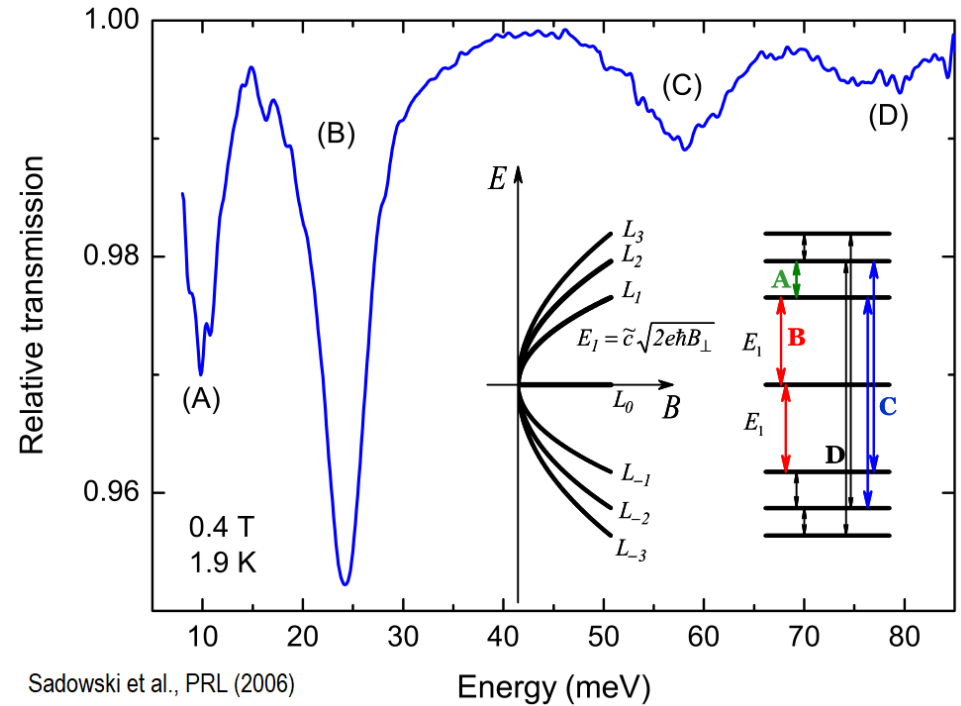 Relative transmission
1.00
0.98
0.96
(A)
(B)
(C)
(D)
0.4 T
1.9 K
E
L₃
L₂
L₁
E₁ = c̃√2eħB⊥
L₀
B
L₋₁
L₋₂
L₋₃
A
E₁
B
E₁
C
D
10 20 30 40 50 60 70 80
Energy (meV)
Sadowski et al., PRL (2006)